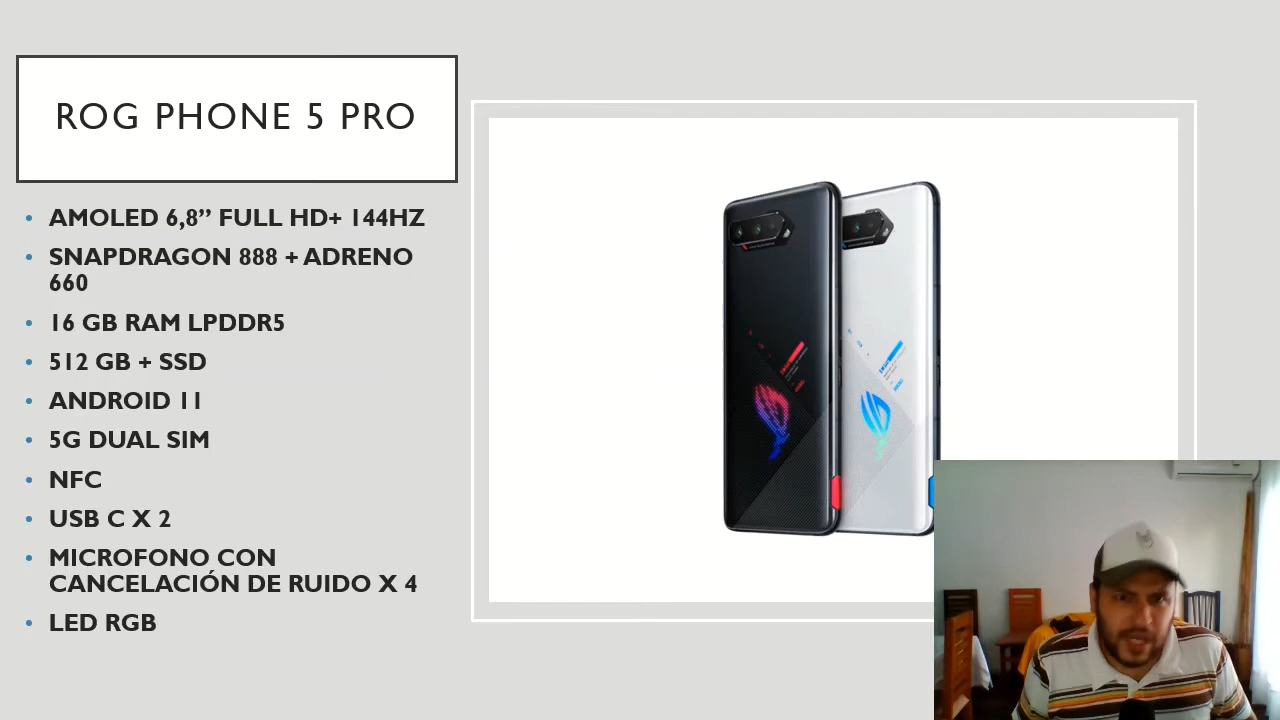 ROG PHONE 5 PRO
• AMOLED 6,8” FULL HD+ 144HZ
• SNAPDRAGON 888 + ADRENO
660
• 16 GB RAM LPDDR5
• 512 GB + SSD
• ANDROID 11
• 5G DUAL SIM
• NFC
• USB C X 2
• MICROFONO CON
CANCELACIÓN DE RUIDO X 4
• LED RGB